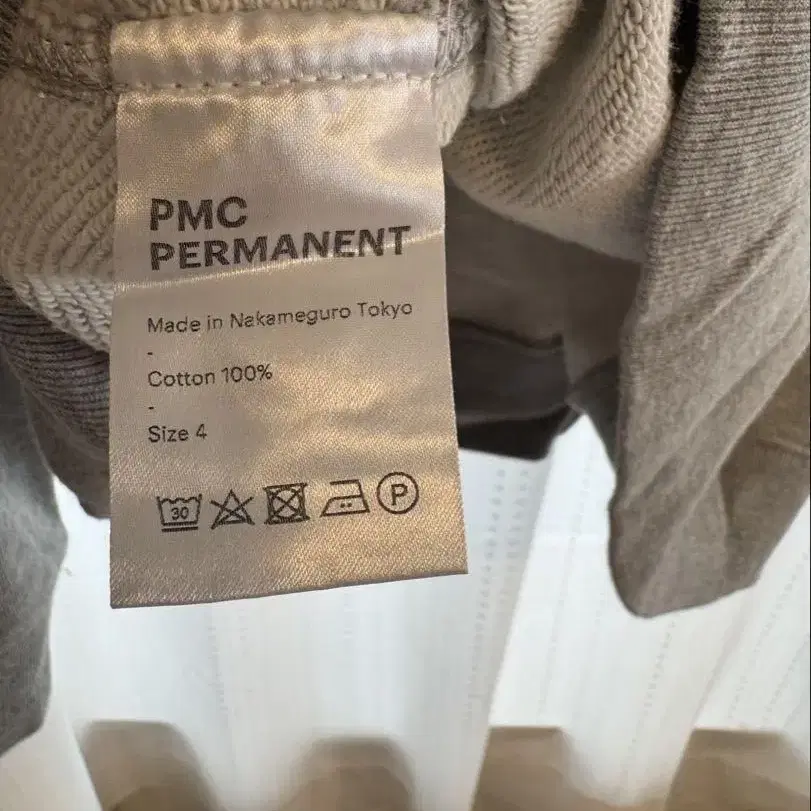 PMC
PERMANENT
Made in Nakameguro Tokyo
-
Cotton 100%
-
Size 4
30 P